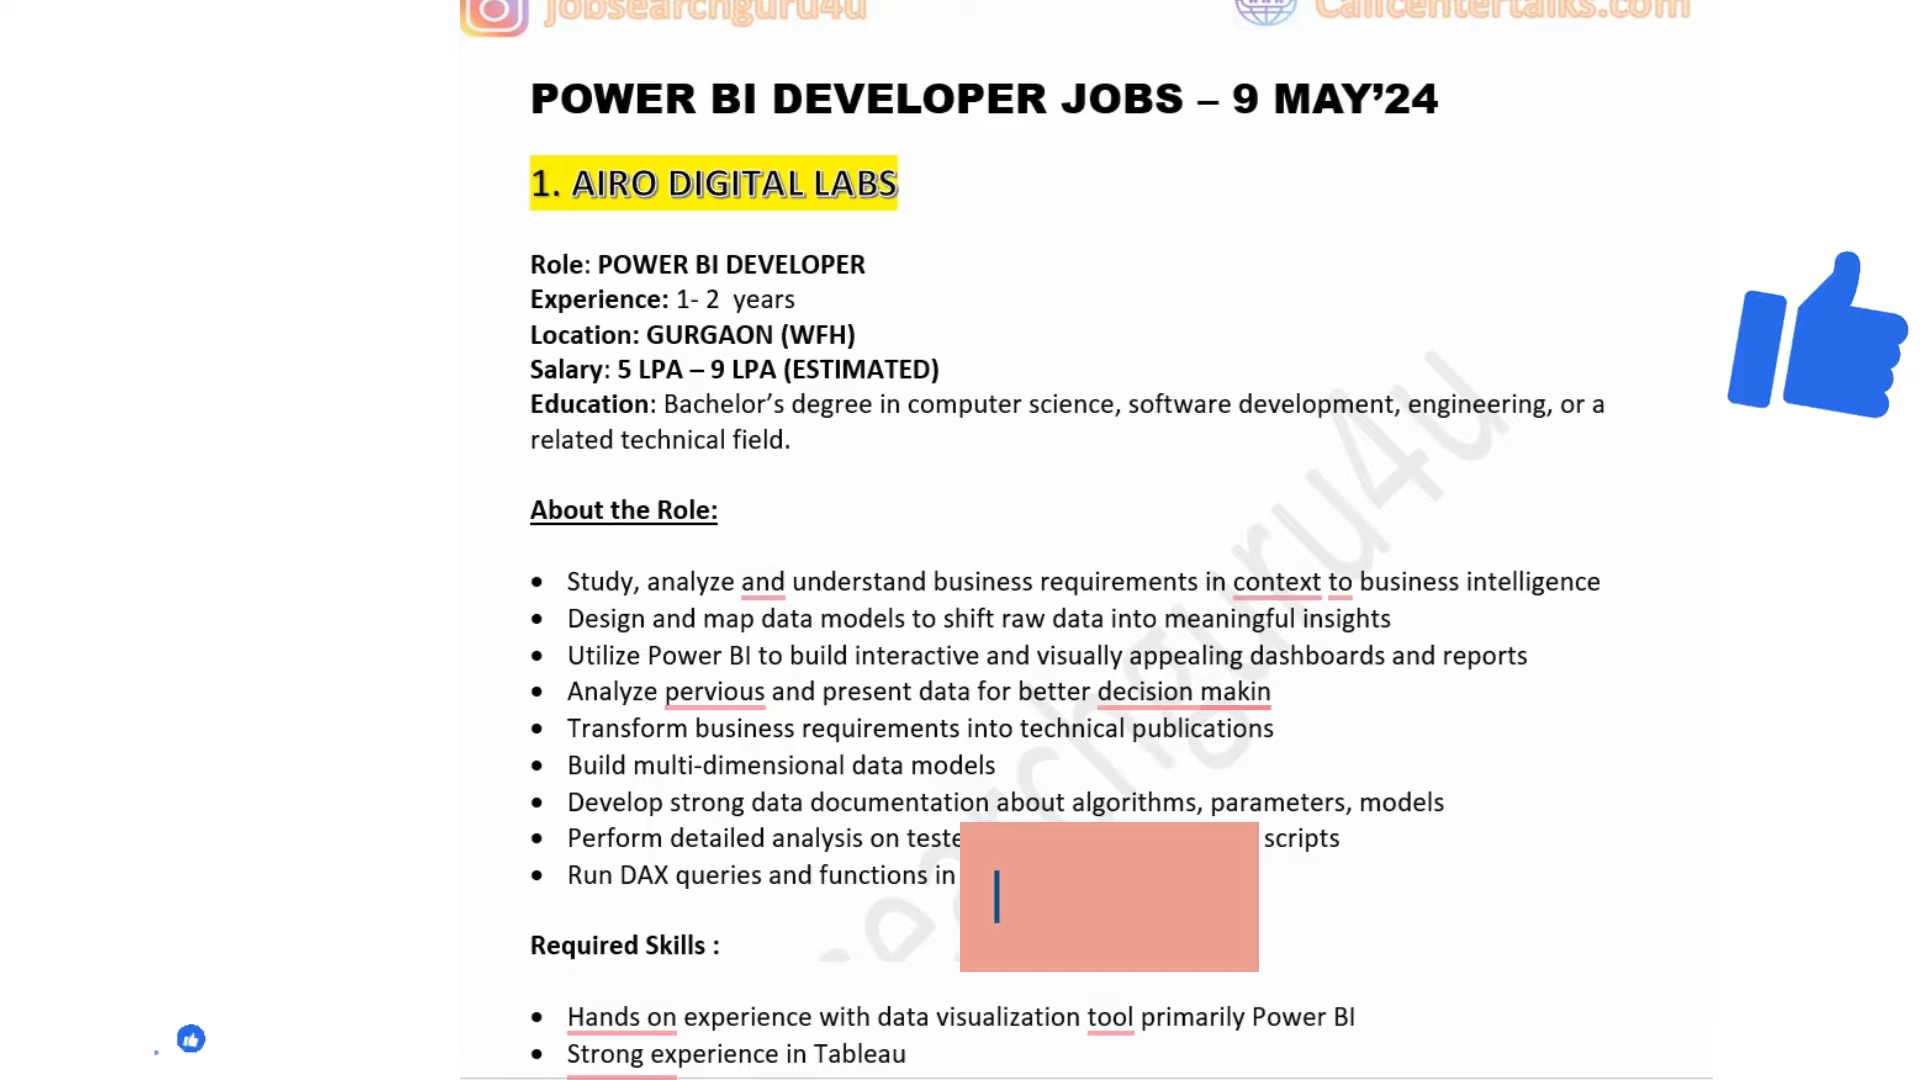 jobsearchguru4u
Callcentertalks.com
POWER BI DEVELOPER JOBS – 9 MAY’24
1. AIRO DIGITAL LABS
Role: POWER BI DEVELOPER
Experience: 1- 2 years
Location: GURGAON (WFH)
Salary: 5 LPA – 9 LPA (ESTIMATED)
Education: Bachelor’s degree in computer science, software development, engineering, or a
related technical field.
About the Role:
• Study, analyze and understand business requirements in context to business intelligence
• Design and map data models to shift raw data into meaningful insights
• Utilize Power BI to build interactive and visually appealing dashboards and reports
• Analyze pervious and present data for better decision makin
• Transform business requirements into technical publications
• Build multi-dimensional data models
• Develop strong data documentation about algorithms, parameters, models
• Perform detailed analysis on scripts
• Run DAX queries and functions in
Required Skills :
• Hands on experience with data visualization tool primarily Power BI
• Strong experience in Tableau